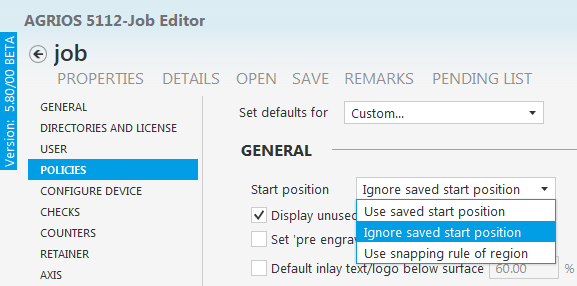 AGRIOS 5112-Job Editor
job
PROPERTIES DETAILS OPEN SAVE REMARKS PENDING LIST
Version: 5.80/00 BETA
GENERAL
DIRECTORIES AND LICENSE
USER
POLICIES
CONFIGURE DEVICE
CHECKS
COUNTERS
RETAINER
AXIS
Set defaults for Custom...
GENERAL
Start position Ignore saved start position
Use saved start position
Ignore saved start position
Use snapping rule of region
Display unused
Set 'pre engrav
Default inlay text/logo below surface 60.00 %